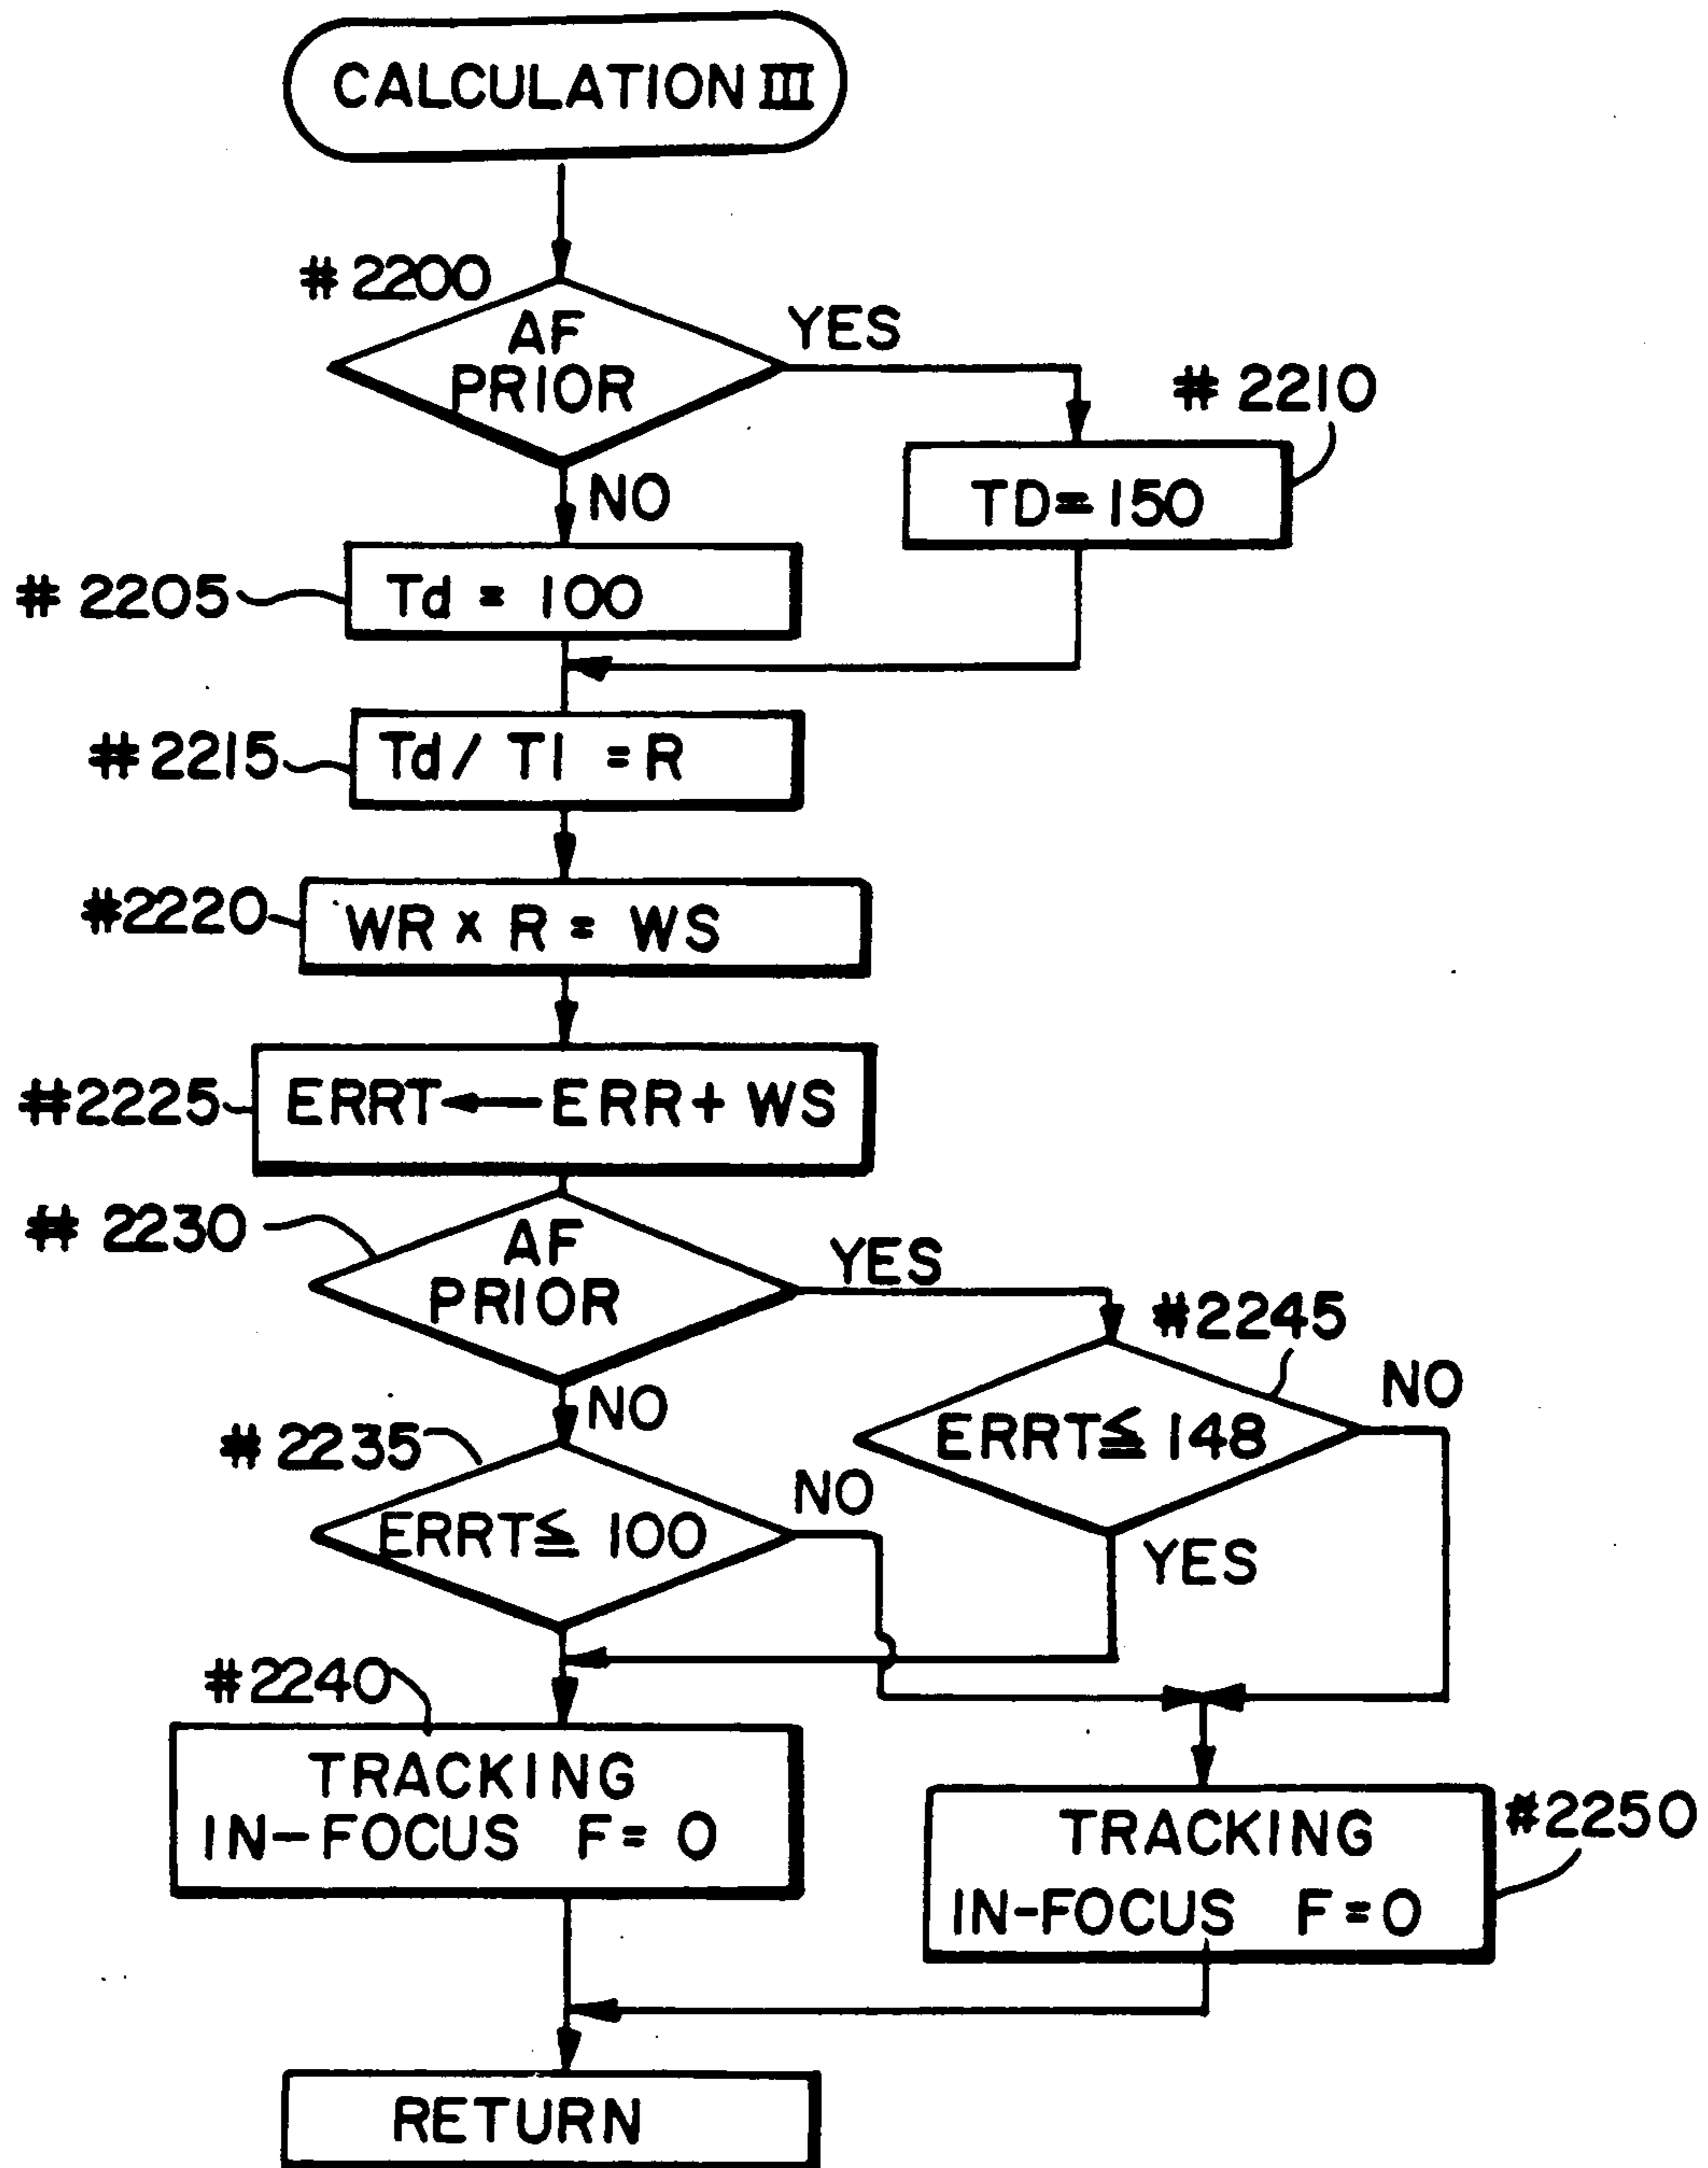 CALCULATION III
#2200
AF
PRIOR
YES
#2210
TD=150
NO
#2205
Td = 100
#2215
Td / T1 = R
#2220
WR x R = WS
#2225
ERRT ← ERR + WS
#2230
AF
PRIOR
YES
#2245
NO
NO
#2235
ERRT ≦ 148
NO
ERRT ≦ 100
YES
#2240
TRACKING
IN-FOCUS F = 0
TRACKING
IN-FOCUS F = 0
#2250
RETURN